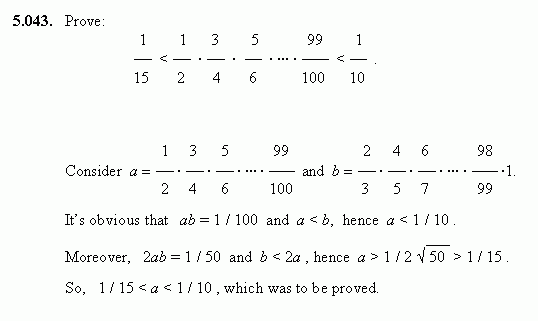 5.043. Prove:
1/15 < 1/2 · 3/4 · 5/6 · ... · 99/100 < 1/10 .
Consider a = 1/2 · 3/4 · 5/6 · ... · 99/100 and b = 2/3 · 4/5 · 6/7 · ... · 98/99 · 1.
It’s obvious that ab = 1 / 100 and a < b, hence a < 1 / 10 .
Moreover, 2ab = 1 / 50 and b < 2a , hence a > 1 / 2 √50 > 1 / 15 .
So, 1 / 15 < a < 1 / 10 , which was to be proved.